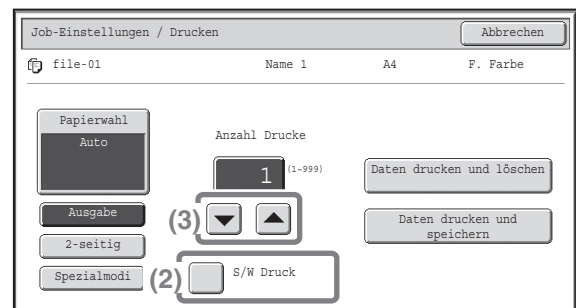 Job-Einstellungen / Drucken
Abbrechen
file-01 Name 1 A4 F. Farbe
Papierwahl
Auto
Anzahl Drucke
1 (1-999)
Daten drucken und löschen
Ausgabe
(3)
Daten drucken und
speichern
2-seitig
Spezialmodi
(2)
S/W Druck